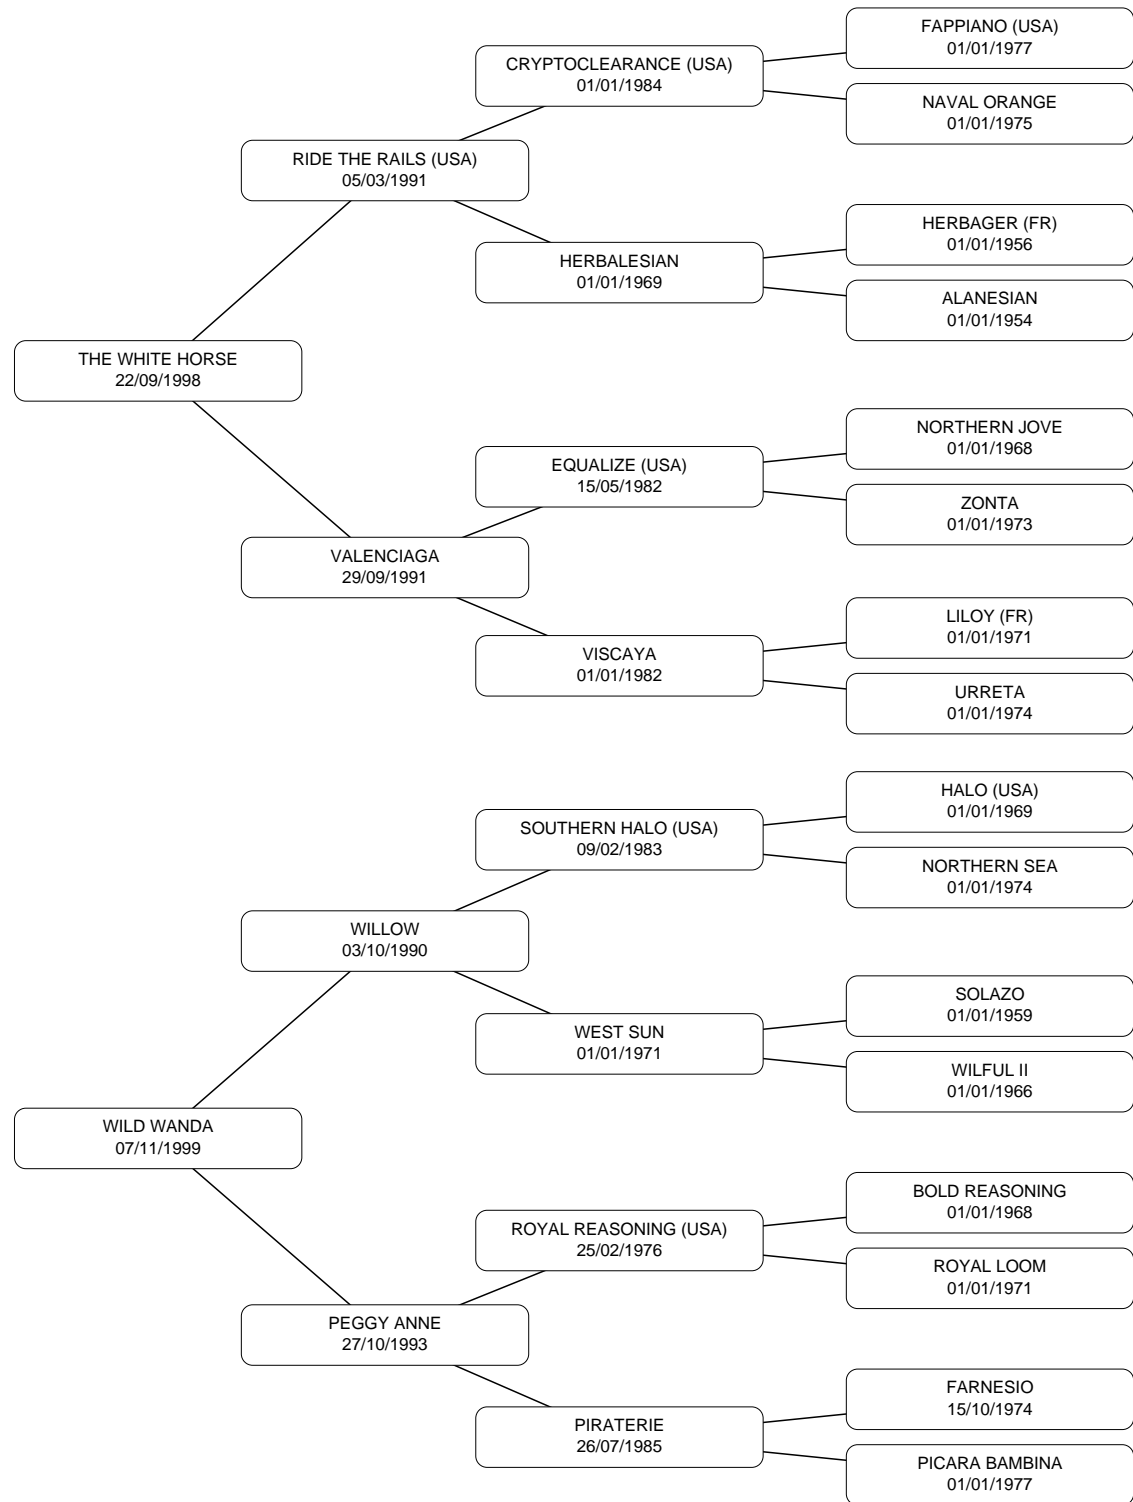 FAPPIANO (USA)
01/01/1977
CRYPTOCLEARANCE (USA)
01/01/1984
NAVAL ORANGE
01/01/1975
RIDE THE RAILS (USA)
05/03/1991
HERBAGER (FR)
01/01/1956
HERBALESIAN
01/01/1969
ALANESIAN
01/01/1954
THE WHITE HORSE
22/09/1998
NORTHERN JOVE
01/01/1968
EQUALIZE (USA)
15/05/1982
ZONTA
01/01/1973
VALENCIAGA
29/09/1991
LILOY (FR)
01/01/1971
VISCAYA
01/01/1982
URRETA
01/01/1974
HALO (USA)
01/01/1969
SOUTHERN HALO (USA)
09/02/1983
NORTHERN SEA
01/01/1974
WILLOW
03/10/1990
SOLAZO
01/01/1959
WEST SUN
01/01/1971
WILFUL II
01/01/1966
WILD WANDA
07/11/1999
BOLD REASONING
01/01/1968
ROYAL REASONING (USA)
25/02/1976
ROYAL LOOM
01/01/1971
PEGGY ANNE
27/10/1993
FARNESIO
15/10/1974
PIRATERIE
26/07/1985
PICARA BAMBINA
01/01/1977